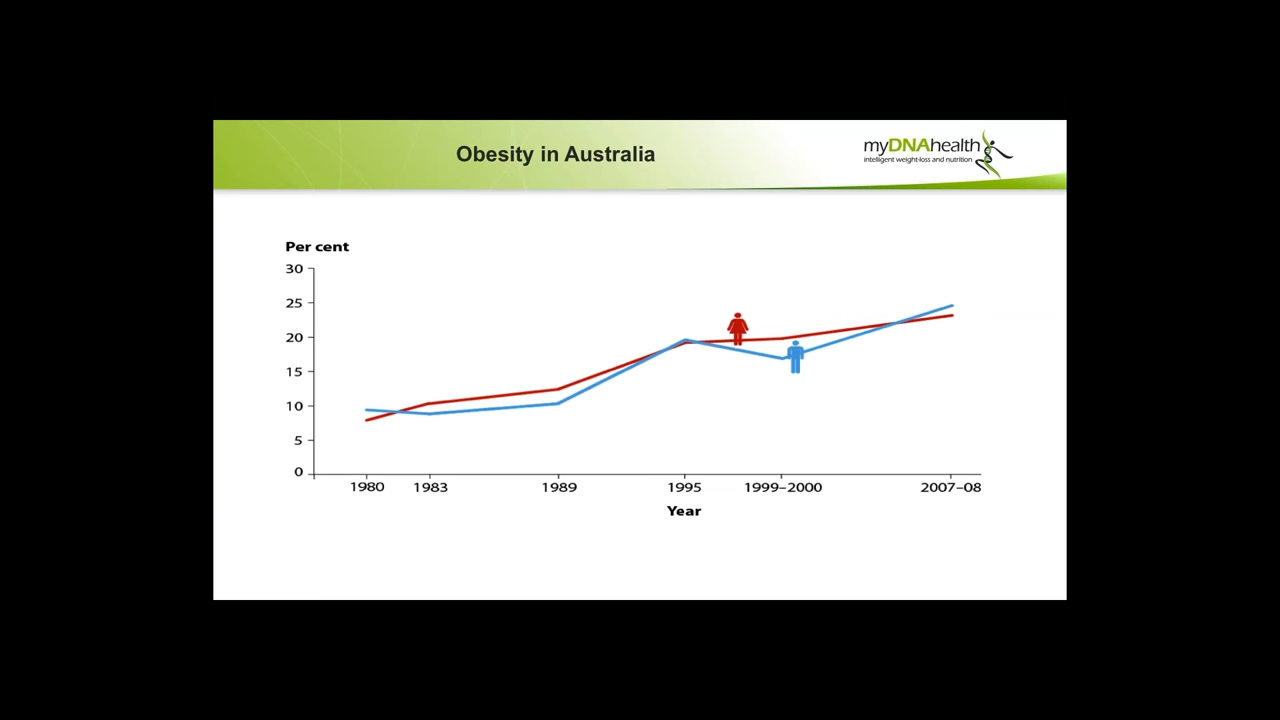 Obesity in Australia
myDNAhealth
intelligent weight-loss and nutrition
Per cent
30
25
20
15
10
5
0
1980 1983 1989 1995 1999–2000 2007–08
Year